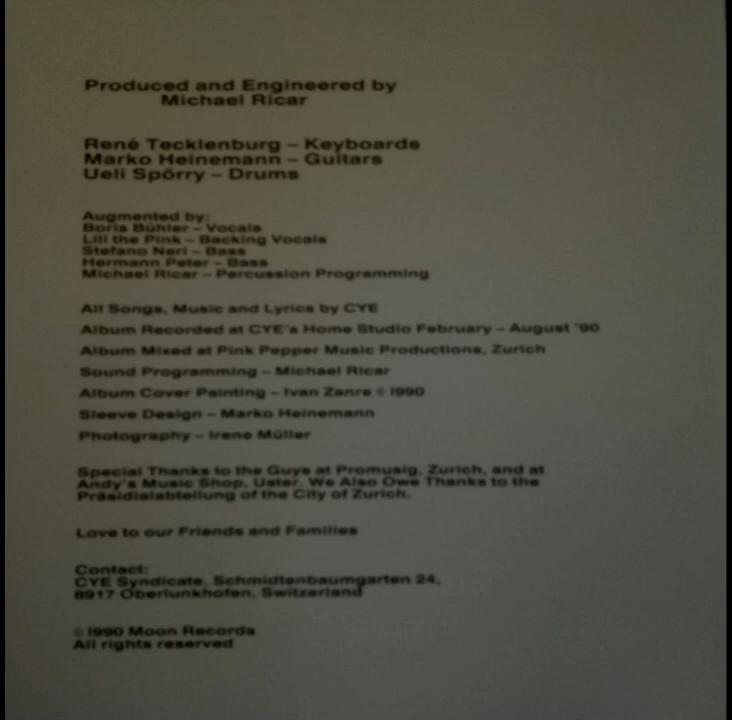 Produced and Engineered by
Michael Ricar
René Tecklenburg – Keyboards
Marko Heinemann – Guitars
Ueli Spörry – Drums
Augmented by:
Boris Bühler – Vocals
Lili the Pink – Backing Vocals
Stefano Neri – Bass
Hermann Peter – Bass
Michael Ricar – Percussion Programming
All Songs, Music and Lyrics by CYE
Album Recorded at CYE's Home Studio February – August '90
Album Mixed at Pink Pepper Music Productions, Zurich
Sound Programming – Michael Ricar
Album Cover Painting – Ivan Zanre © 1990
Sleeve Design – Marko Heinemann
Photography – Irene Müller
Special Thanks to the Guys at Promusig, Zurich, and at
Andy's Music Shop, Uster. We Also Owe Thanks to the
Präsidialabteilung of the City of Zurich.
Love to our Friends and Families
Contact:
CYE Syndicate, Schmidtenbaumgarten 24,
8917 Oberlunkhofen, Switzerland
© 1990 Moon Records
All rights reserved